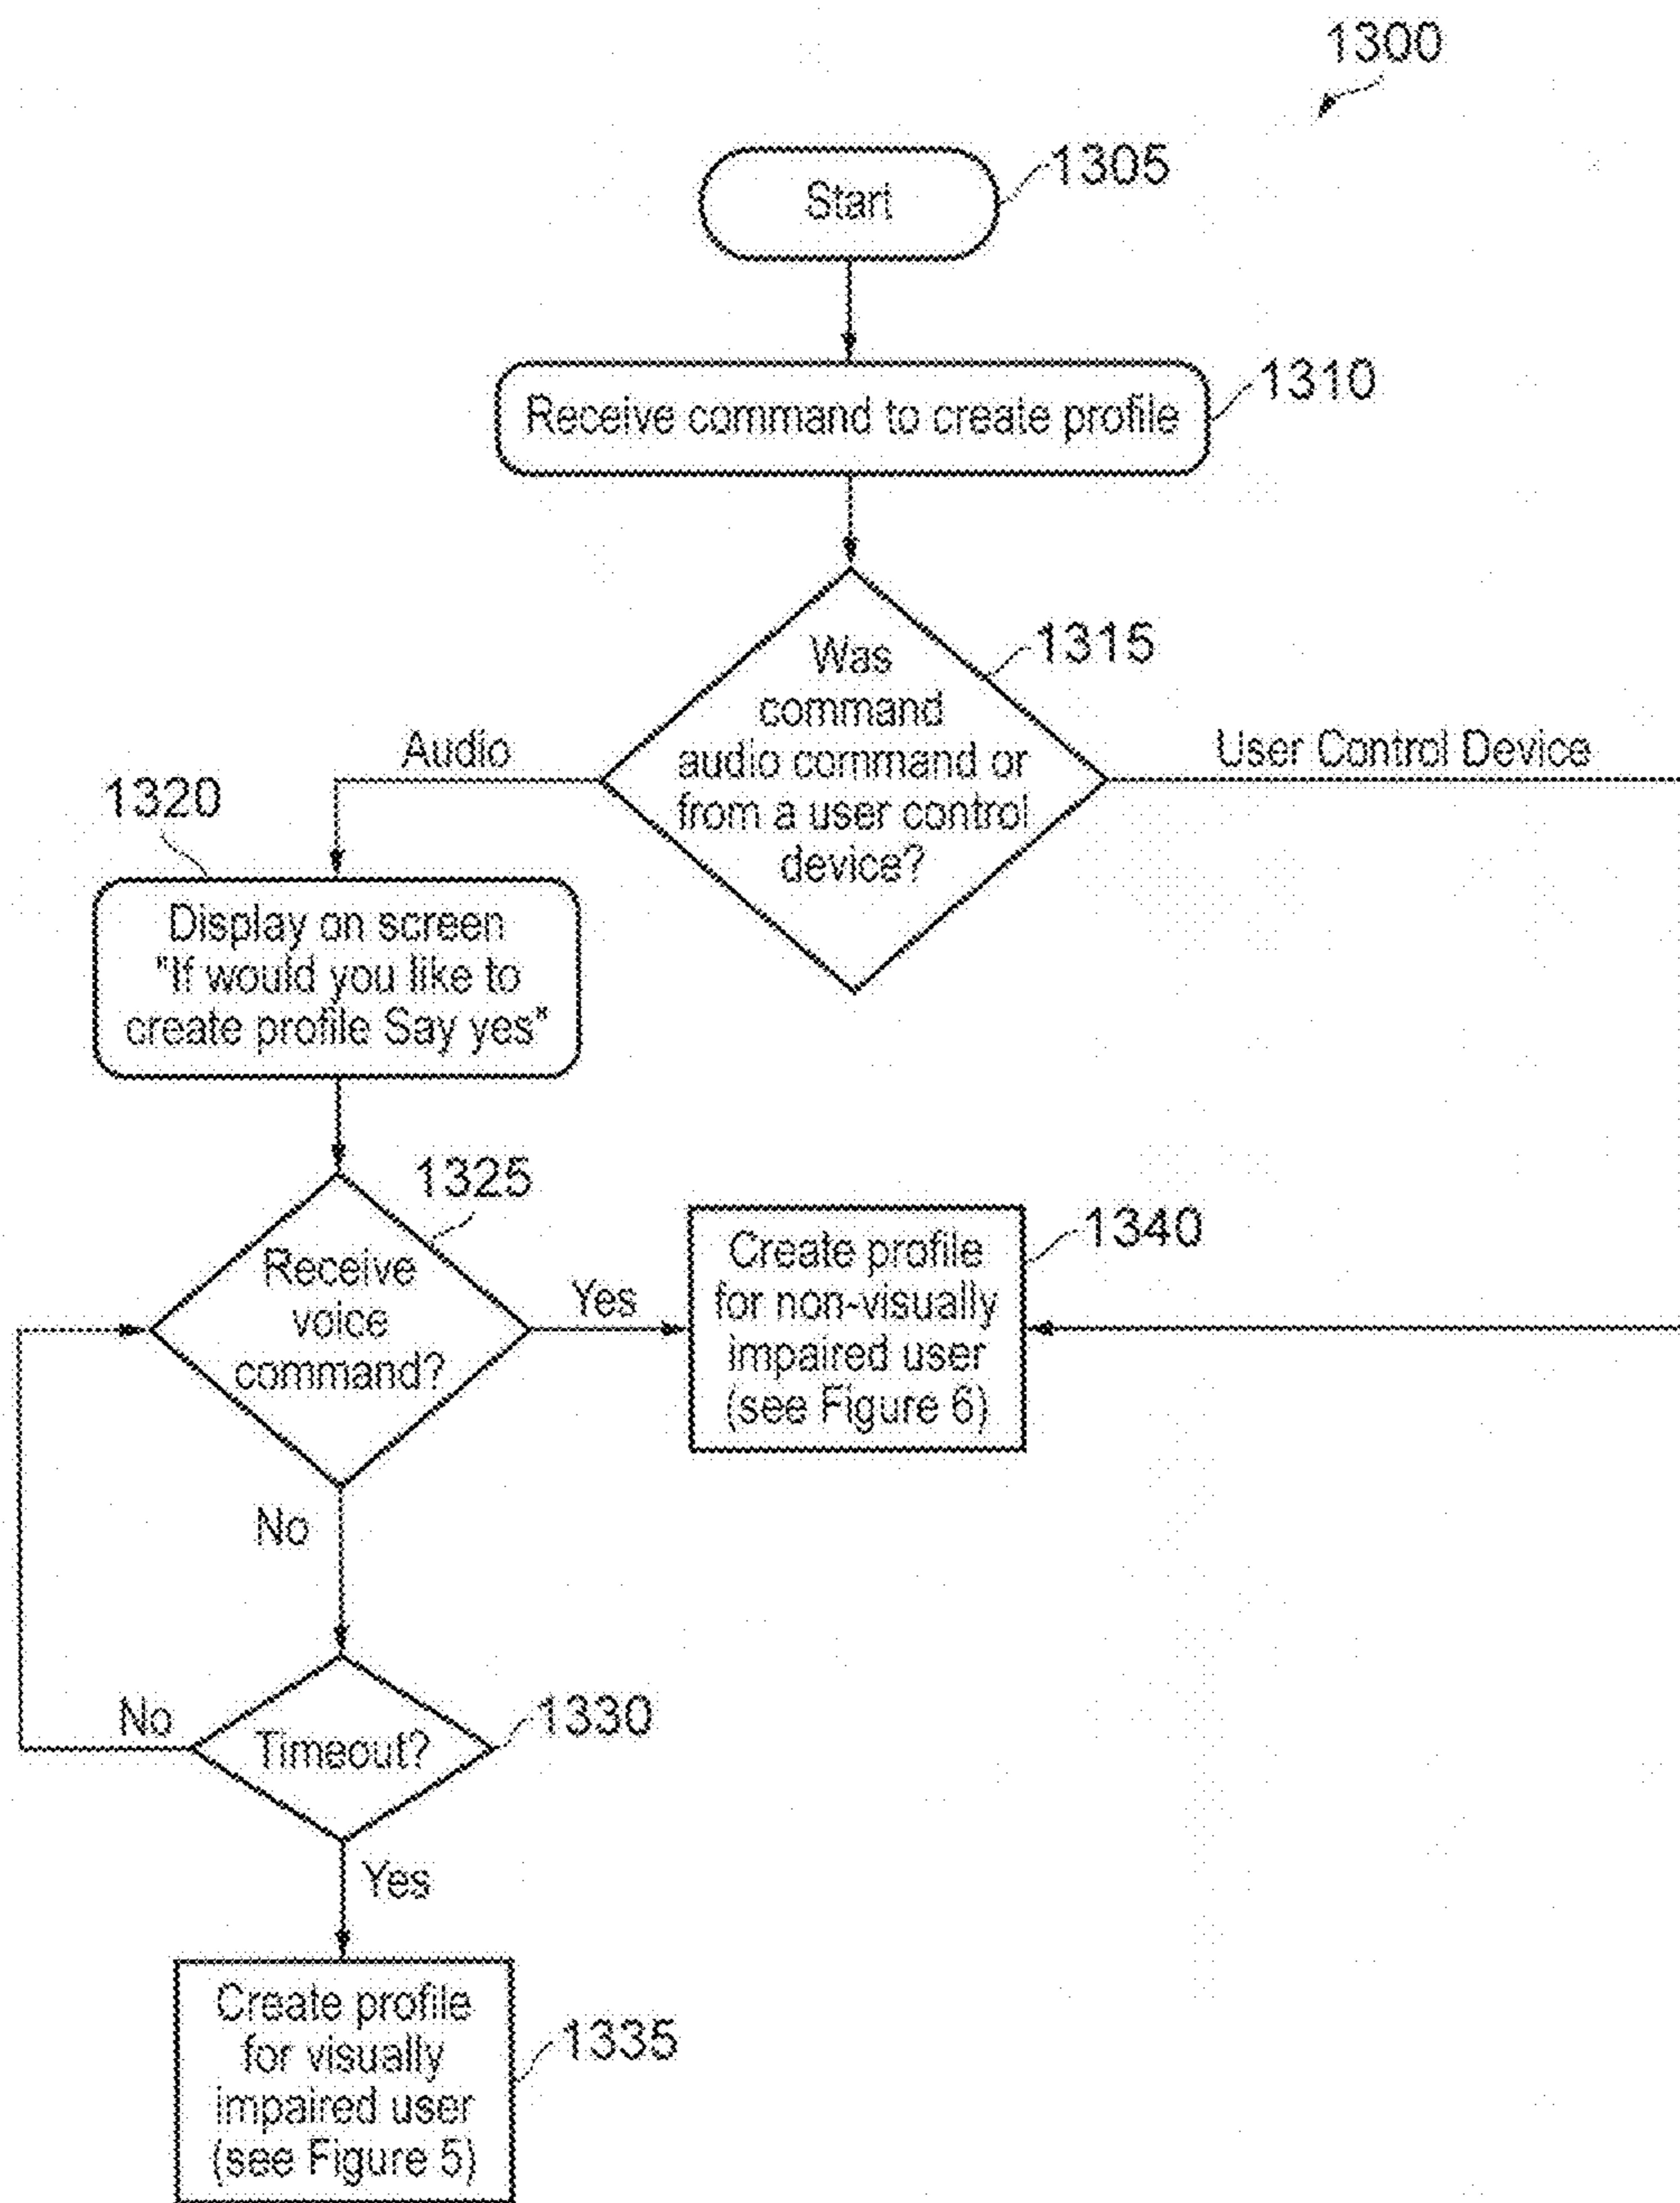 1300
Start
1305
Receive command to create profile
1310
Was
command
audio command or
from a user control
device?
1315
Audio
User Control Device
1320
Display on screen
"If would you like to
create profile Say yes"
1325
Receive
voice
command?
Yes
Create profile
for non-visually
impaired user
(see Figure 6)
1340
No
No
Timeout?
1330
Yes
Create profile
for visually
impaired user
(see Figure 5)
1335